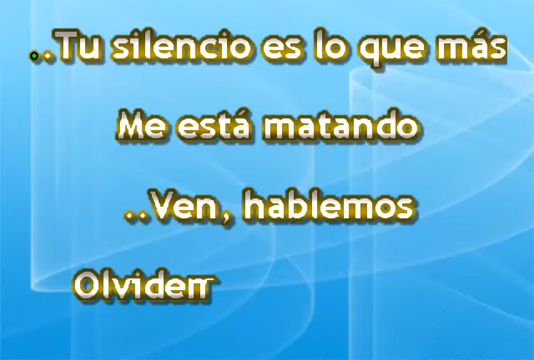 ..Tu silencio es lo que más
Me está matando
..Ven, hablemos